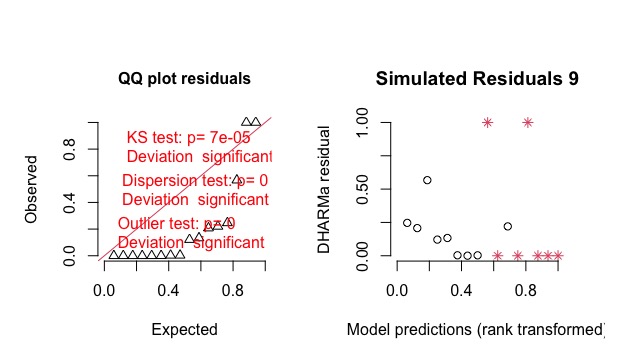 QQ plot residuals
KS test: p= 7e-05
Deviation significant
Dispersion test: p= 0
Deviation significant
Outlier test: p= 0
Deviation significant
Observed
0.0 0.4 0.8
0.0 0.4 0.8
Expected
Simulated Residuals 9
DHARMa residual
0.00 0.50 1.00
0.0 0.4 0.8
Model predictions (rank transformed)